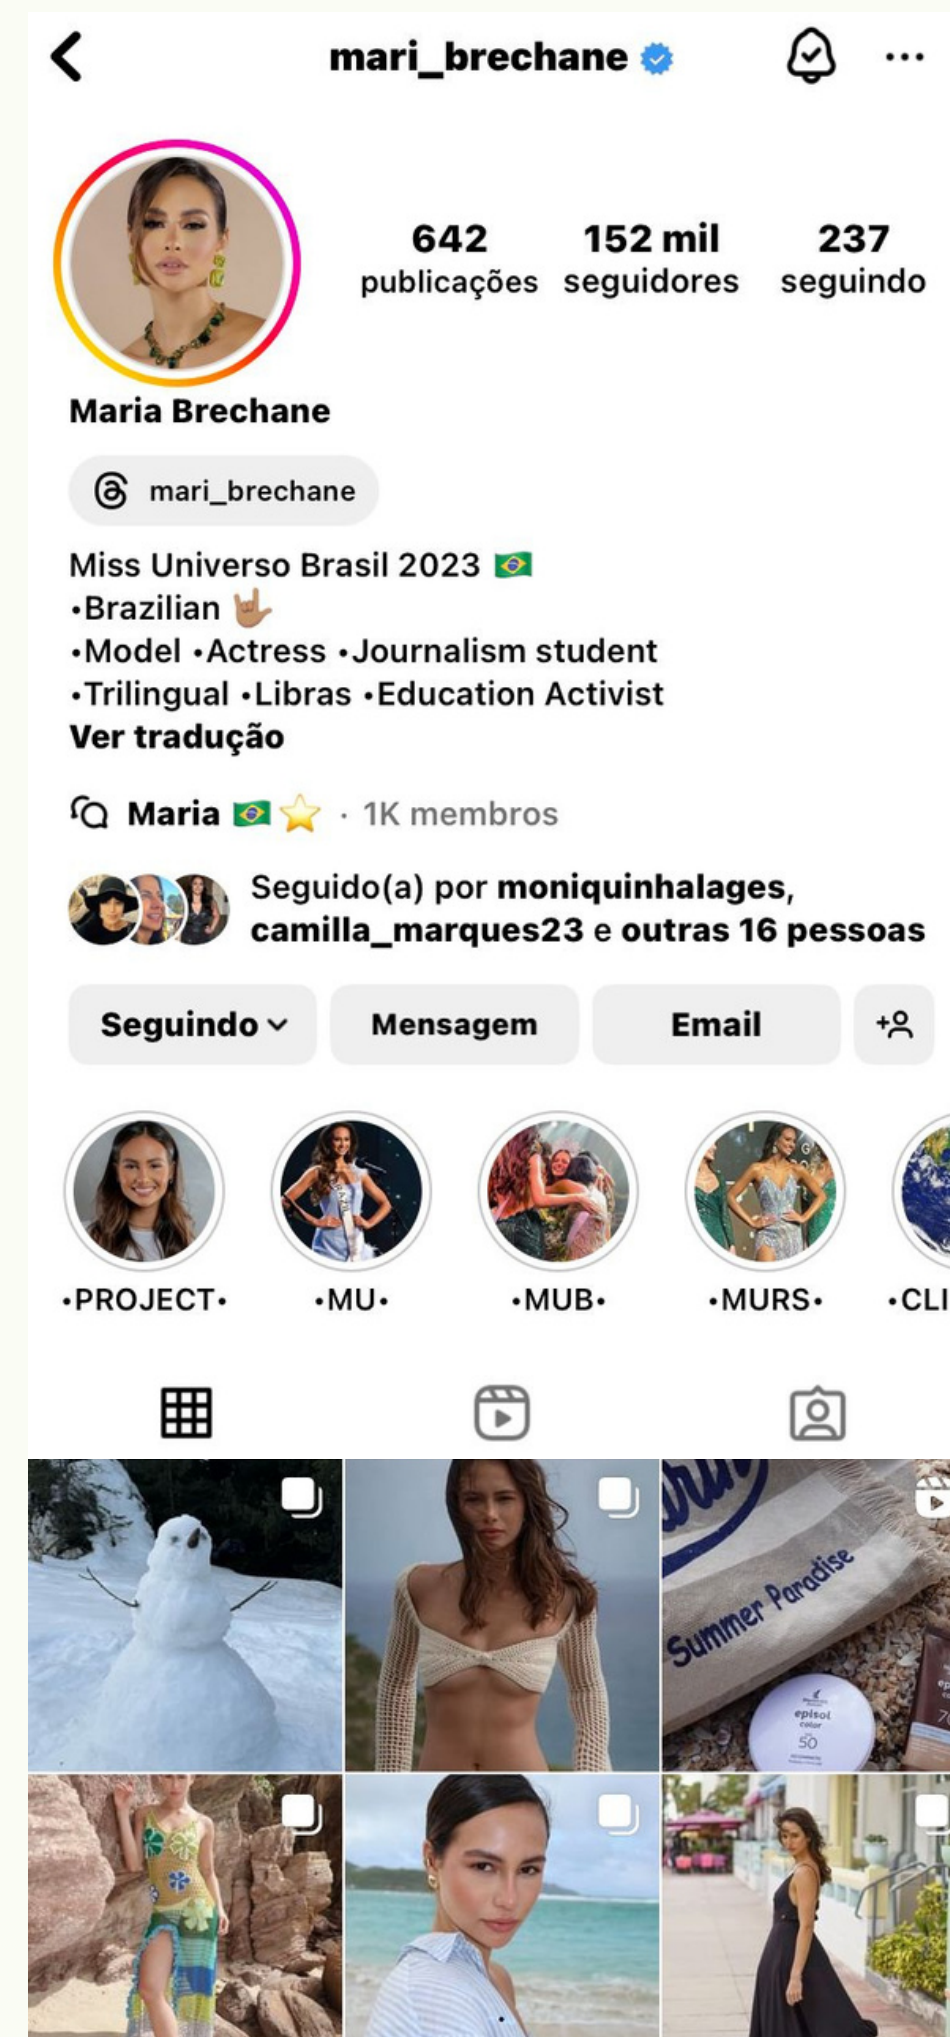 mari_brechane
642 152 mil 237
publicações seguidores seguindo
Maria Brechane
mari_brechane
Miss Universo Brasil 2023 🇧🇷
•Brazilian 🤟🏽
•Model •Actress •Journalism student
•Trilingual •Libras •Education Activist
Ver tradução
Maria 🇧🇷⭐ · 1K membros
Seguido(a) por moniquinhalages,
camilla_marques23 e outras 16 pessoas
Seguindo Mensagem Email
•PROJECT• •MU• •MUB• •MURS• •CLI
BRAZIL
Summer Paradise
episol
color
50